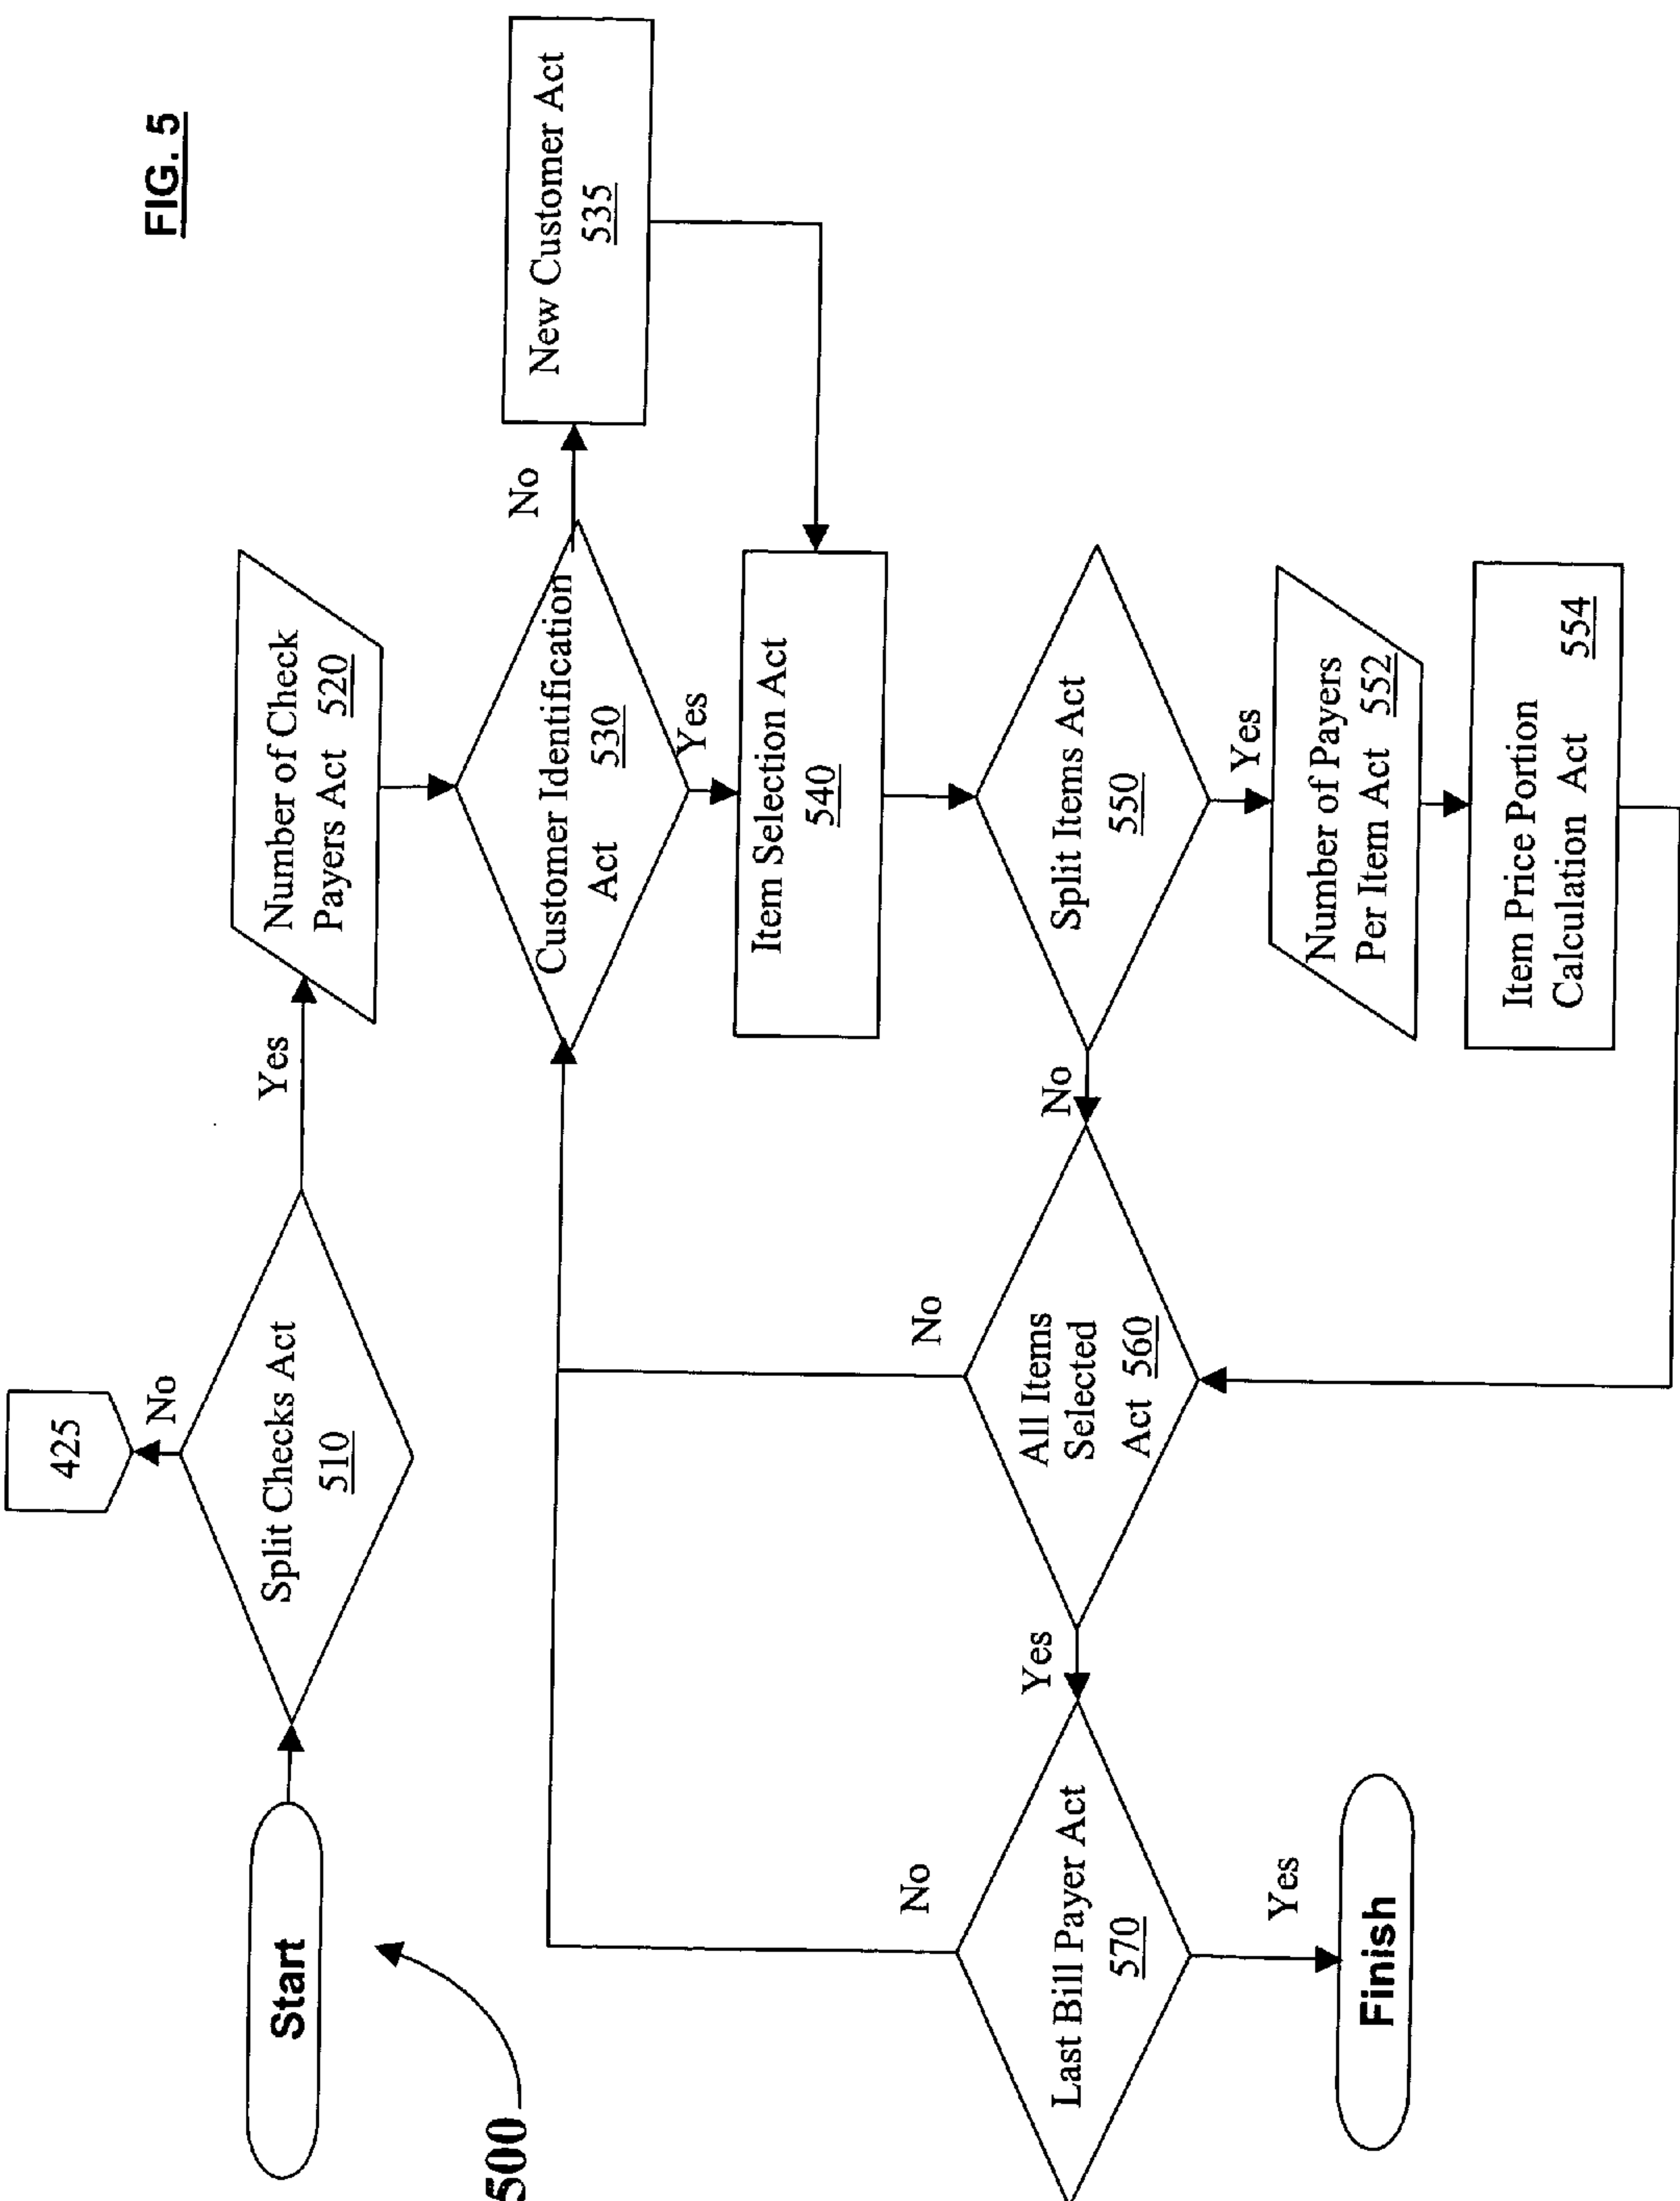 FIG. 5
425
No
Start
Split Checks Act
510
Yes
Number of Check
Payers Act 520
500
Customer Identification
Act 530
No
New Customer Act
535
Yes
Item Selection Act
540
No
No
Last Bill Payer Act
570
Yes
All Items
Selected
Act 560
No
Split Items Act
550
Yes
Yes
Number of Payers
Per Item Act 552
Finish
Item Price Portion
Calculation Act 554